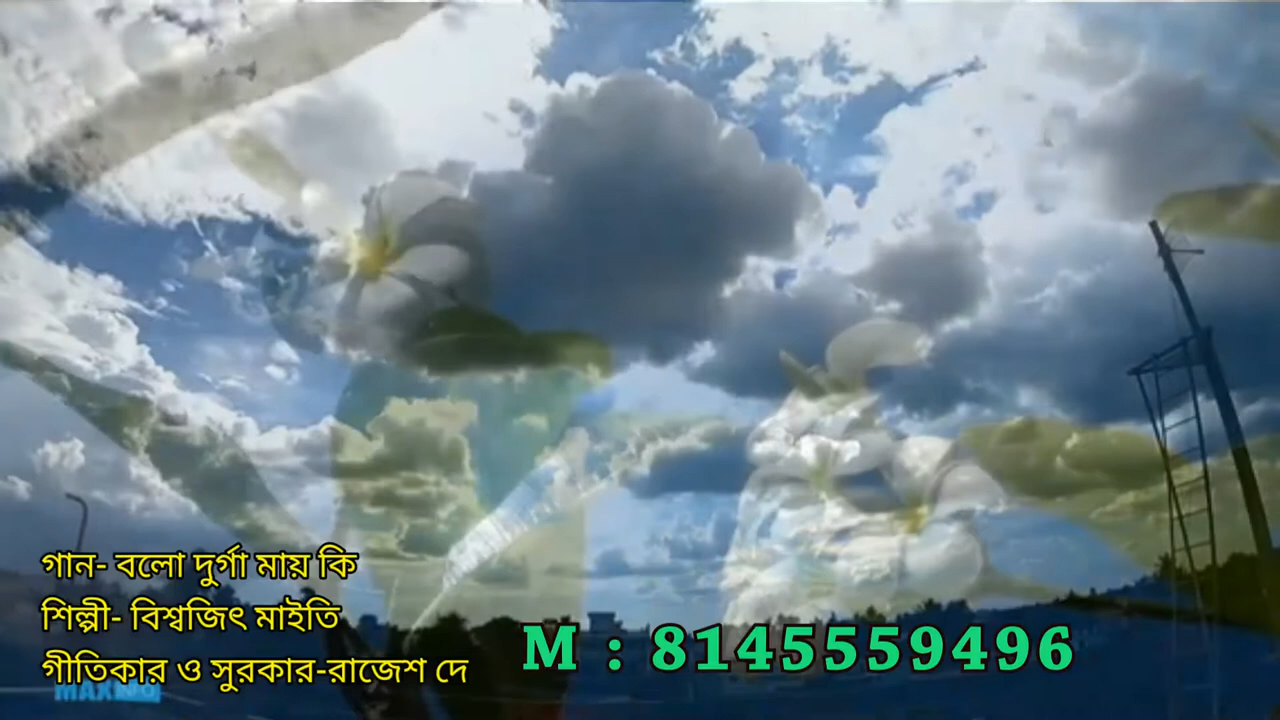 গান- বলো দুর্গা মায় কি
শিল্পী- বিশ্বজিৎ মাইতি
গীতিকার ও সুরকার-রাজেশ দে
M : 8145559496